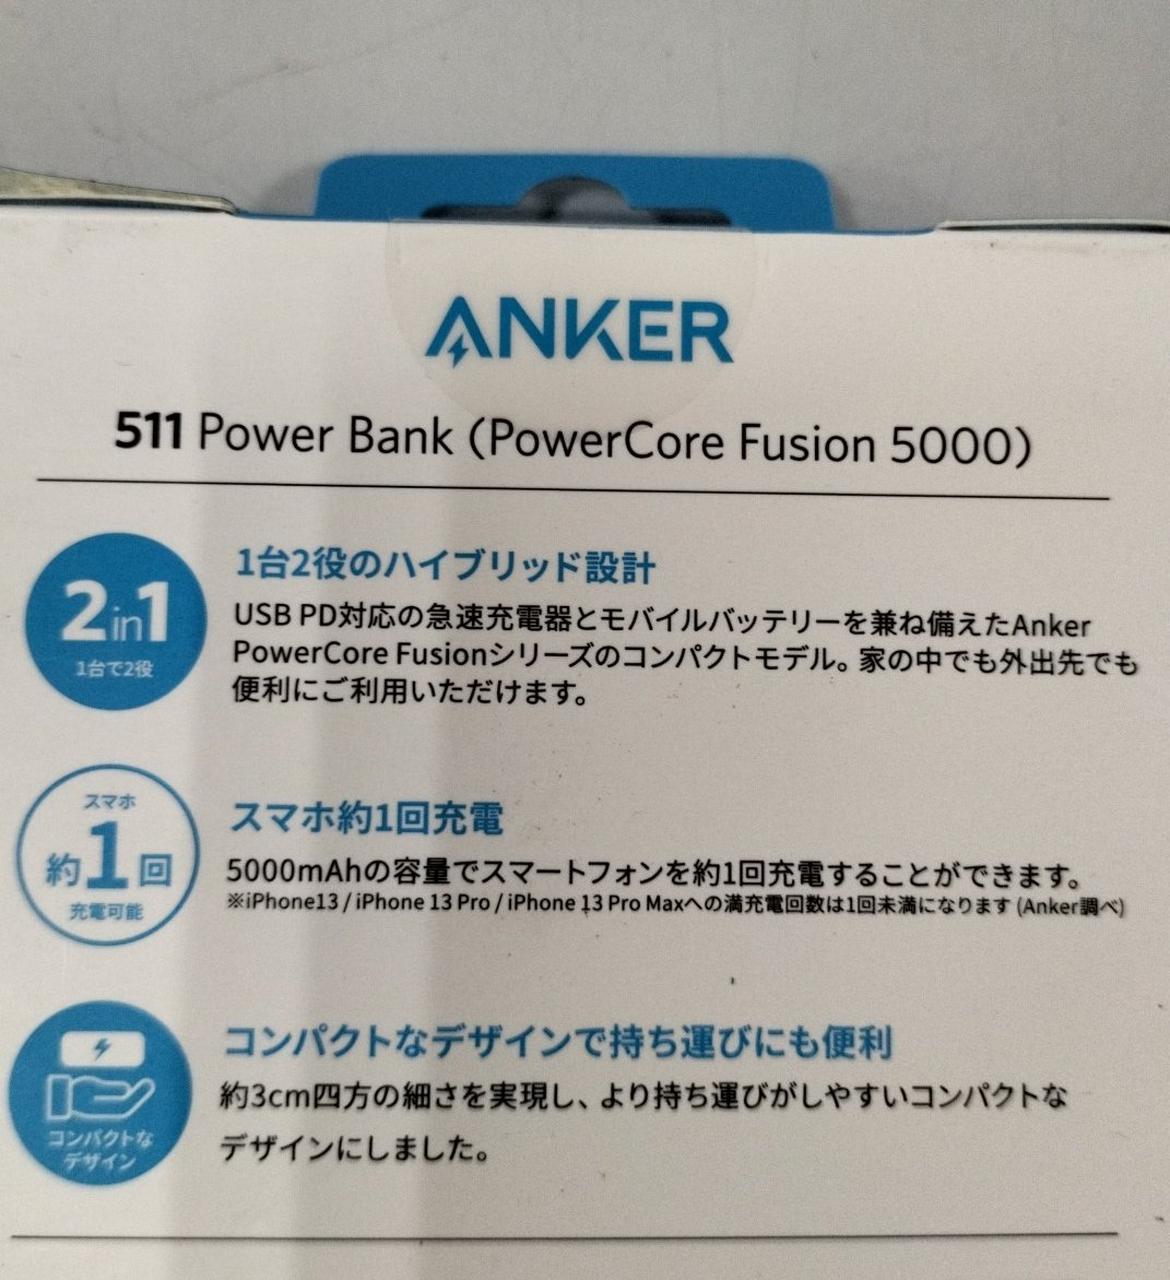 ANKER
511 Power Bank (PowerCore Fusion 5000)
2in1
1台で2役
1台2役のハイブリッド設計
USB PD対応の急速充電器とモバイルバッテリーを兼ね備えたAnker
PowerCore Fusionシリーズのコンパクトモデル。家の中でも外出先でも
便利にご利用いただけます。
スマホ
約1回
充電可能
スマホ約1回充電
5000mAhの容量でスマートフォンを約1回充電することができます。
※iPhone13 / iPhone 13 Pro / iPhone 13 Pro Maxへの満充電回数は1回未満になります (Anker調べ)
コンパクトな
デザイン
コンパクトなデザインで持ち運びにも便利
約3cm四方の細さを実現し、より持ち運びがしやすいコンパクトな
デザインにしました。